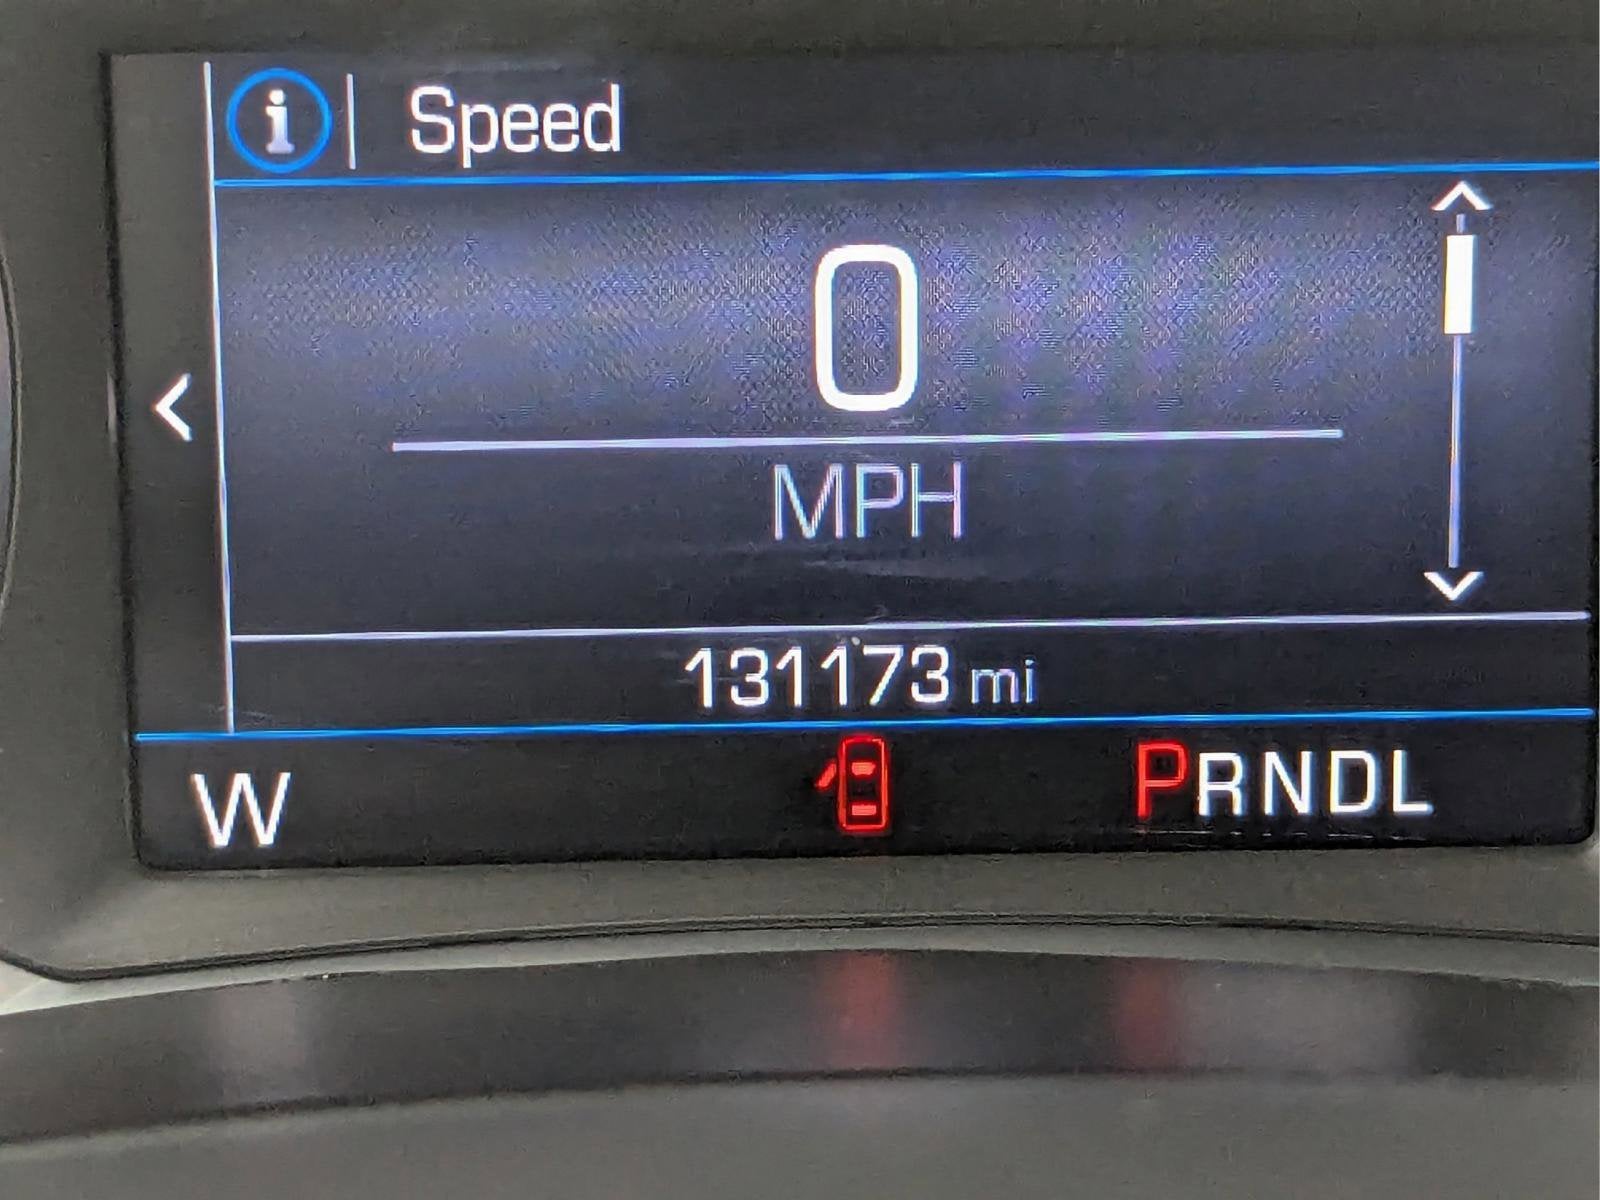 i Speed
0
MPH
131173 mi
W PRNDL